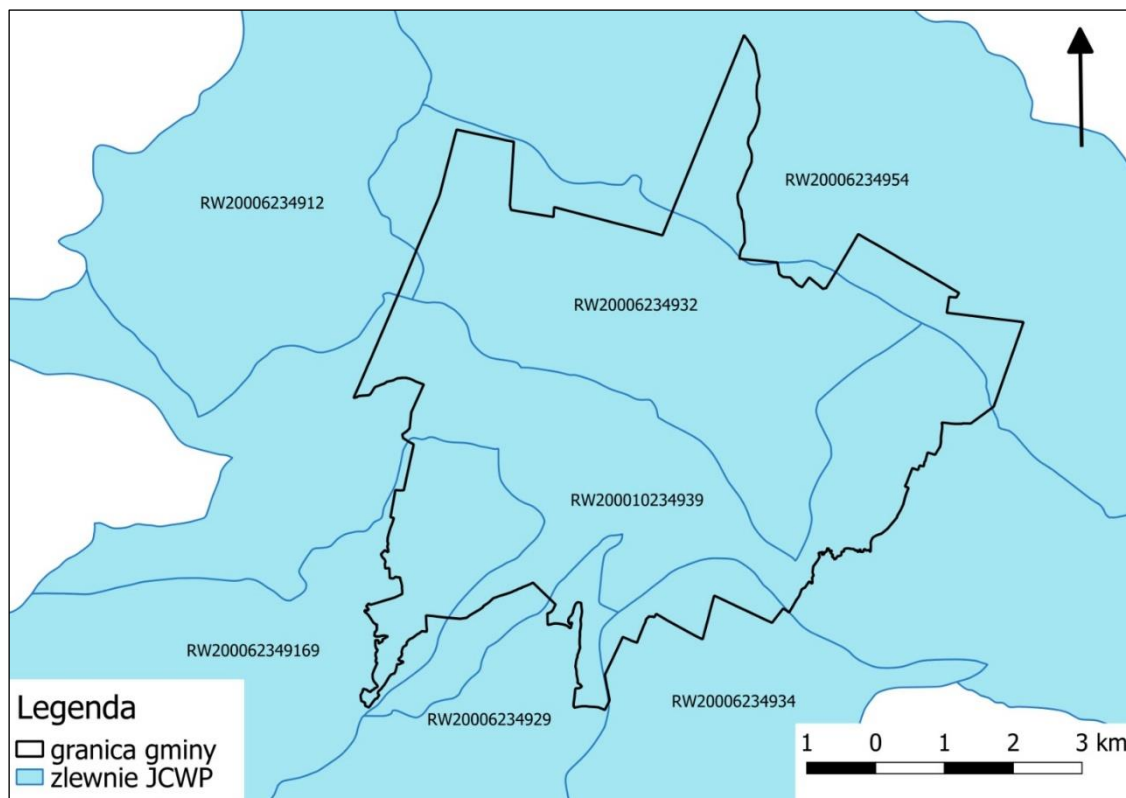 RW20006234954
RW20006234912
RW20006234932
RW200010234939
RW200062349169
RW20006234934
RW20006234929
Legenda
granica gminy
zlewnie JCWP
1 0 1 2 3 km